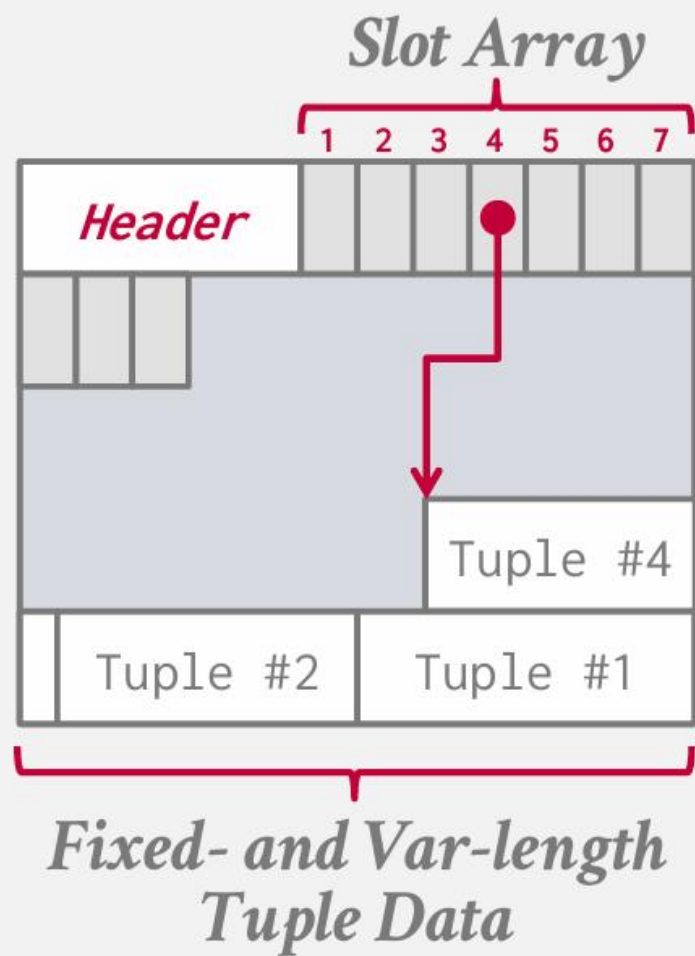 Slot Array
1 2 3 4 5 6 7
Header
Tuple #4
Tuple #2 Tuple #1
Fixed- and Var-length
Tuple Data